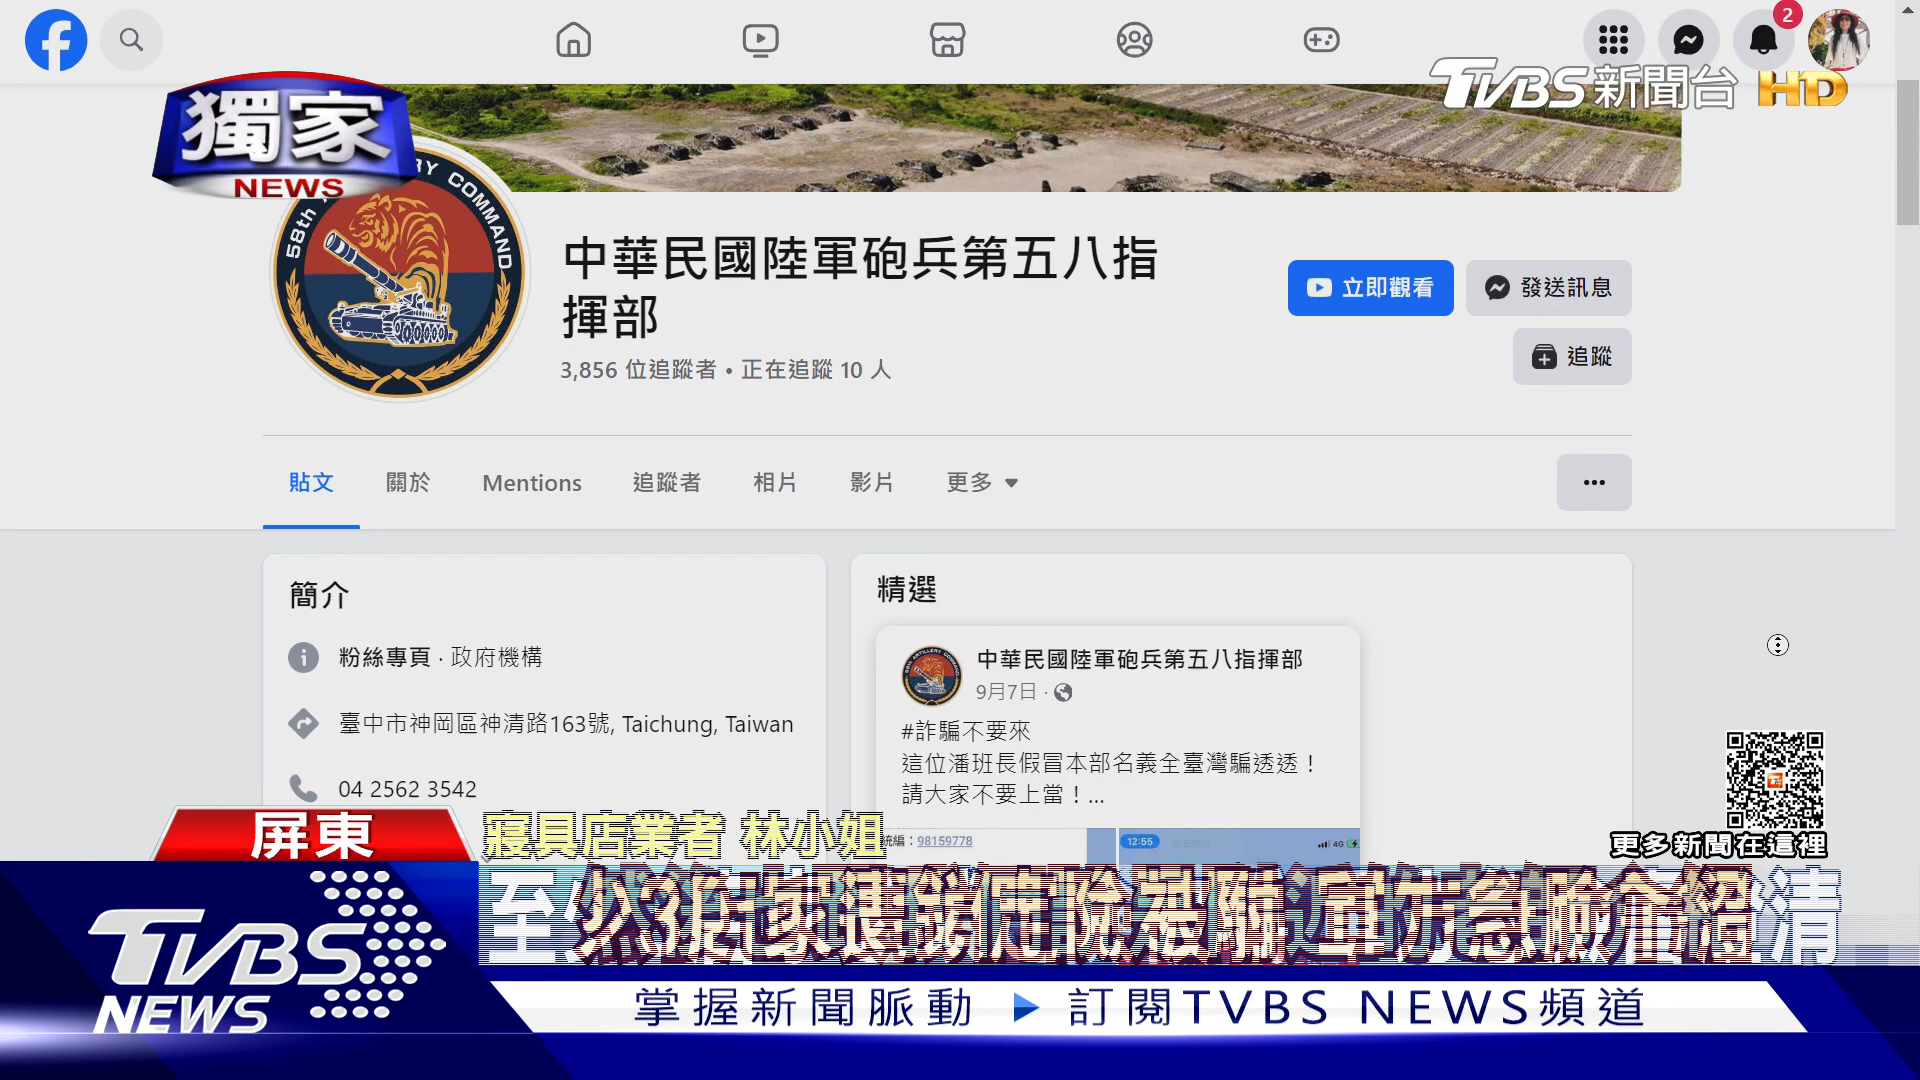 2
TVBS新聞台 HD
獨家
NEWS
58th ARTILLERY COMMAND
中華民國陸軍砲兵第五八指
揮部
立即觀看
發送訊息
3,856 位追蹤者 • 正在追蹤 10 人
追蹤
貼文
關於
Mentions
追蹤者
相片
影片
更多
簡介
精選
粉絲專頁 · 政府機構
中華民國陸軍砲兵第五八指揮部
9月7日 ·
臺中市神岡區神清路163號, Taichung, Taiwan
#詐騙不要來
這位潘班長假冒本部名義全臺灣騙透透！
請大家不要上當！...
04 2562 3542
屏東
寢具店業者 林小姐
統編：98159778
12:55
4G
更多新聞在這裡
TVBS
NEWS
掌握新聞脈動 ▶ 訂閱TVBS NEWS頻道